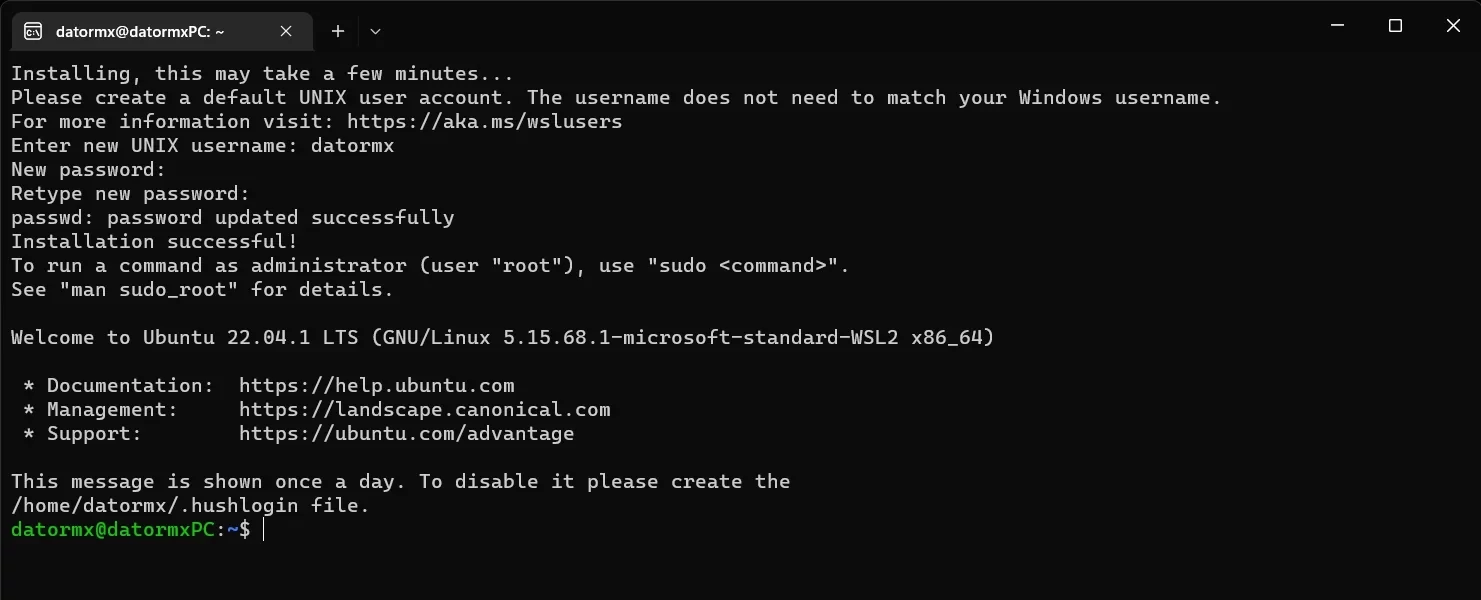 datormx@datormxPC: ~
Installing, this may take a few minutes...
Please create a default UNIX user account. The username does not need to match your Windows username.
For more information visit: https://aka.ms/wslusers
Enter new UNIX username: datormx
New password:
Retype new password:
passwd: password updated successfully
Installation successful!
To run a command as administrator (user "root"), use "sudo <command>".
See "man sudo_root" for details.

Welcome to Ubuntu 22.04.1 LTS (GNU/Linux 5.15.68.1-microsoft-standard-WSL2 x86_64)

 * Documentation:  https://help.ubuntu.com
 * Management:     https://landscape.canonical.com
 * Support:        https://ubuntu.com/advantage

This message is shown once a day. To disable it please create the
/home/datormx/.hushlogin file.
datormx@datormxPC:~$